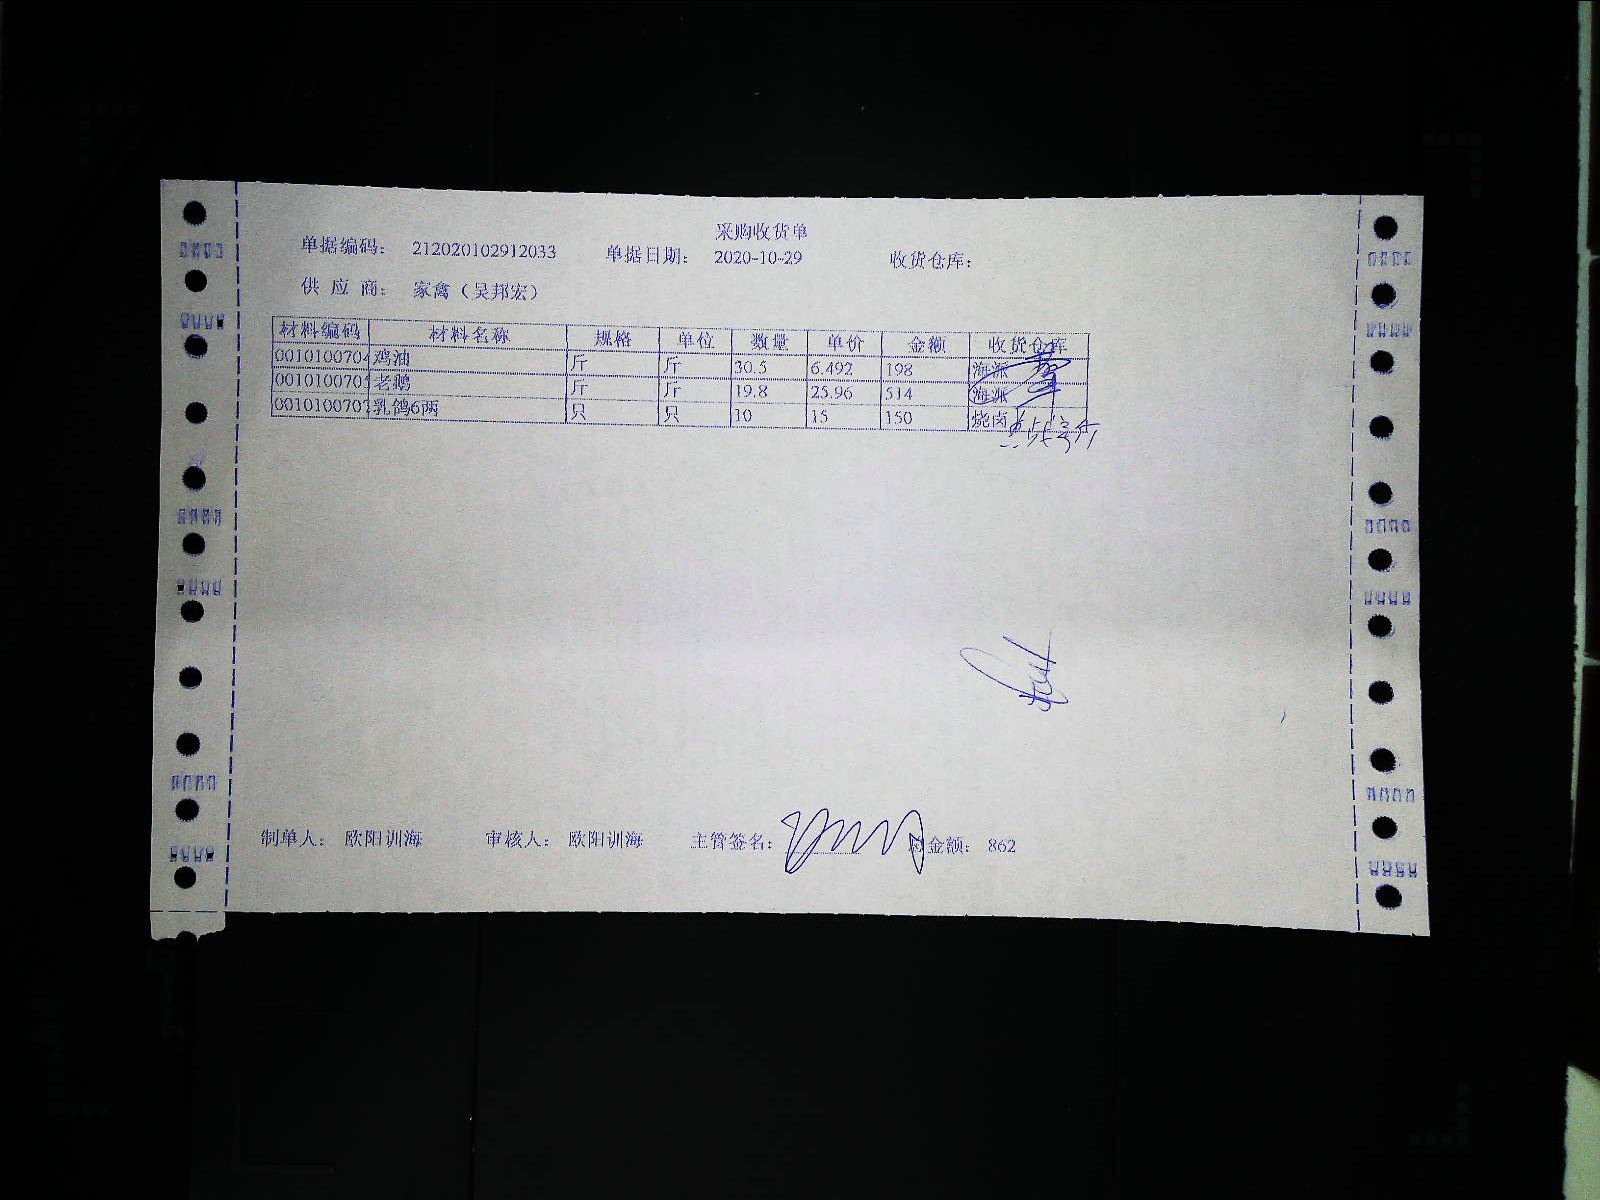 采购收货单
单据编码: 212020102912033 单据日期: 2020-10-29 收货仓库:
供 应 商: 家禽（吴邦宏）
材料编码 材料名称 规格 单位 数量 单价 金额 收货仓库
0010100704 鸡油 斤 斤 30.5 6.492 198 海派
001010070 老鹅 斤 斤 19.8 25.96 514 海派
001010070 乳鸽6两 只 只 10 15 150 烧卤
制单人: 欧阳训海 审核人: 欧阳训海 主管签名: 总金额: 862